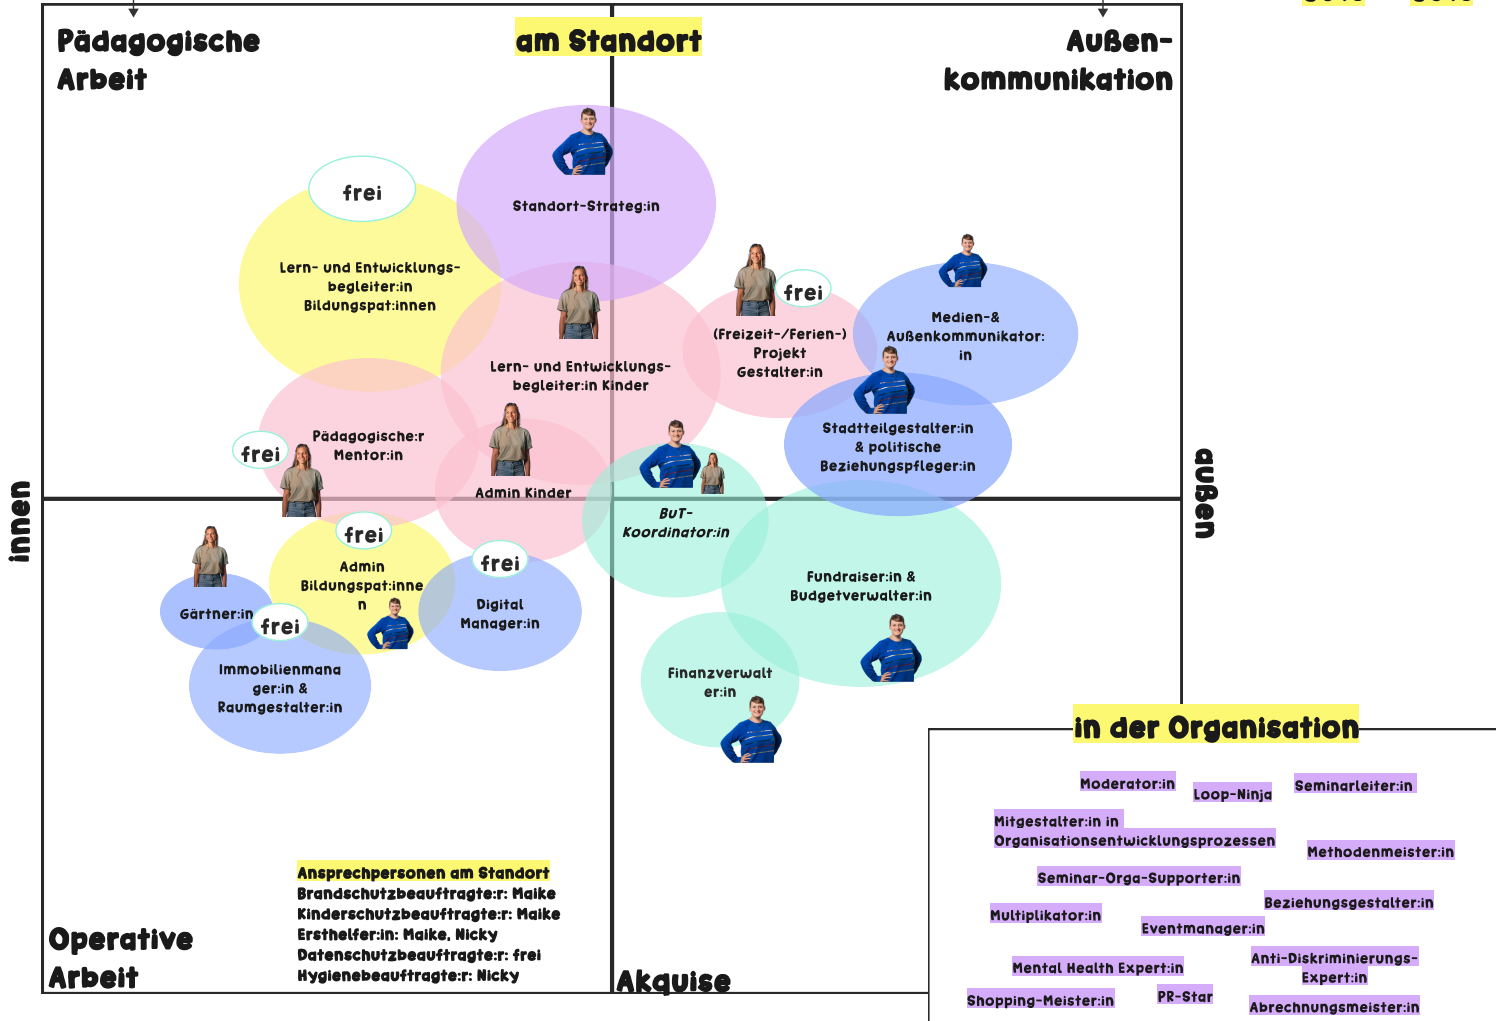 Pädagogische
Arbeit
am Standort
Außen-
kommunikation
frei
Standort-Strateg:in
Lern- und Entwicklungs-
begleiter:in
Bildungspat:innen
frei
(Freizeit-/Ferien-)
Projekt
Gestalter:in
Medien-&
Außenkommunikator:
in
Lern- und Entwicklungs-
begleiter:in Kinder
Stadtteilgestalter:in
& politische
Beziehungspfleger:in
frei
Pädagogische:r
Mentor:in
Admin Kinder
innen
außen
BuT-
Koordinator:in
frei
Admin
Bildungspat:inne
n
frei
Digital
Manager:in
Gärtner:in
frei
Immobilienmana
ger:in &
Raumgestalter:in
Fundraiser:in &
Budgetverwalter:in
Finanzverwalt
er:in
Ansprechpersonen am Standort
Brandschutzbeauftragte:r: Maike
Kinderschutzbeauftragte:r: Maike
Ersthelfer:in: Maike, Nicky
Datenschutzbeauftragte:r: frei
Hygienebeauftragte:r: Nicky
Operative
Arbeit
Akquise
in der Organisation
Moderator:in
Loop-Ninja
Seminarleiter:in
Mitgestalter:in in
Organisationsentwicklungsprozessen
Methodenmeister:in
Seminar-Orga-Supporter:in
Beziehungsgestalter:in
Multiplikator:in
Eventmanager:in
Mental Health Expert:in
Anti-Diskriminierungs-
Expert:in
Shopping-Meister:in
PR-Star
Abrechnungsmeister:in